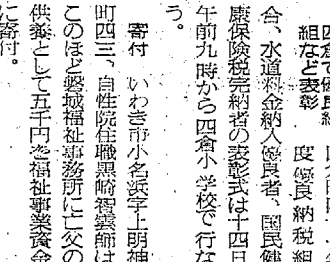 組など表彰
度優良納税組
合、水道料金納入優良者、国民健
康保険税完納者の表彰式は十四日
午前九時から四倉小学校で行な
う。
寄付　いわき市小名浜字上明神
町四三、自性院住職黒崎智雲師は
このほど磐城福祉事務所に亡父の
供養として五千円を福祉事業資金
に寄付。